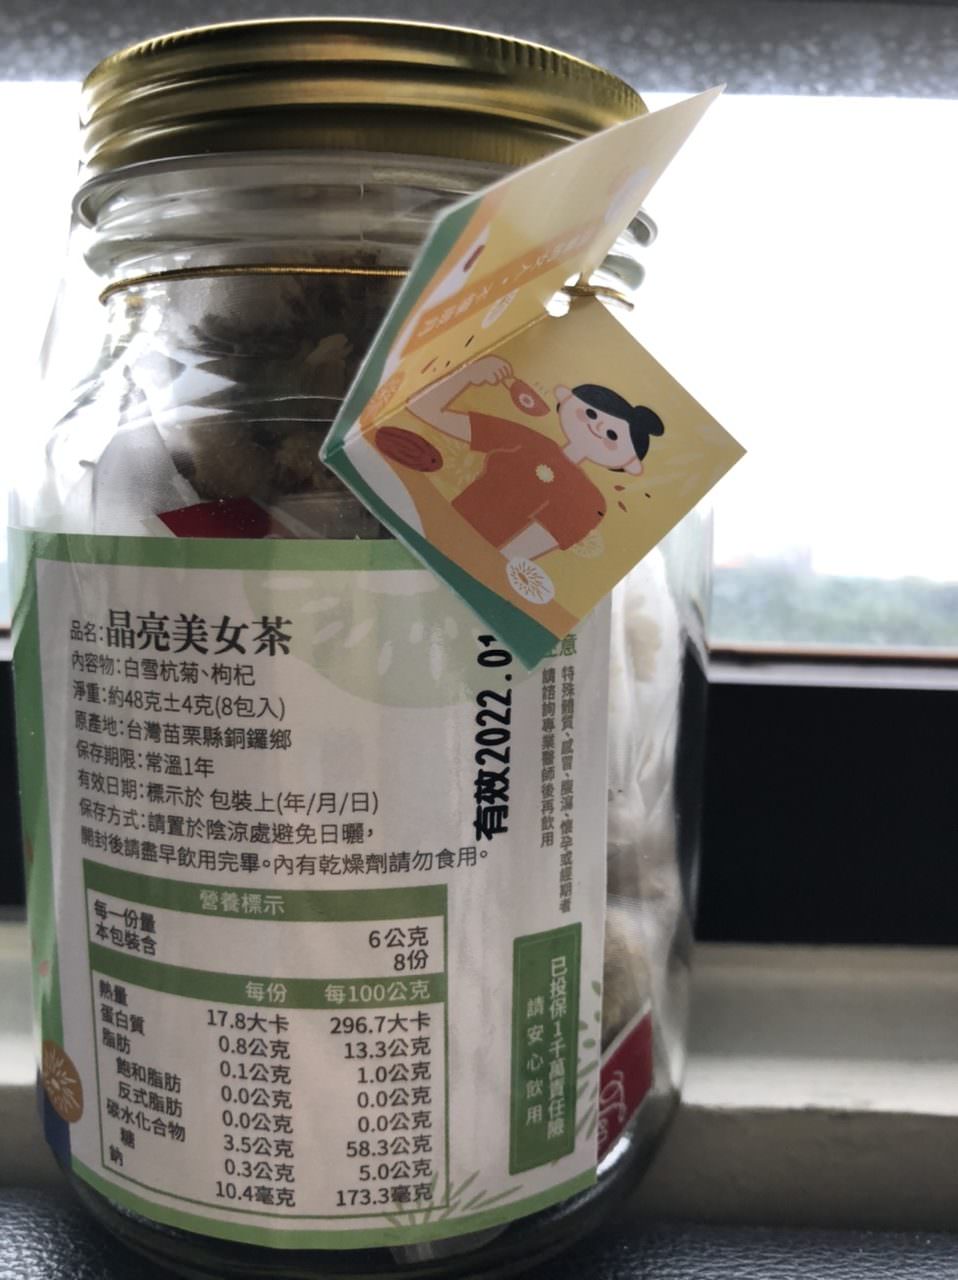 品名：晶亮美女茶
內容物：白雪杭菊、枸杞
淨重：約48克±4克(8包入)
原產地：台灣苗栗縣銅鑼鄉
保存期限：常溫1年
有效日期：標示於 包裝上(年/月/日)
保存方式：請置於陰涼處避免日曬，
開封後請盡早飲用完畢。內有乾燥劑請勿食用。
有效2022.01
意
特殊體質、感冒、腹瀉、懷孕或經期者
請諮詢專業醫師後再飲用
營養標示
每一份量 6公克
本包裝含 8份
每份 每100公克
熱量 17.8大卡 296.7大卡
蛋白質 0.8公克 13.3公克
脂肪 0.1公克 1.0公克
飽和脂肪 0.0公克 0.0公克
反式脂肪 0.0公克 0.0公克
碳水化合物 3.5公克 58.3公克
糖 0.3公克 5.0公克
鈉 10.4毫克 173.3毫克
已投保1千萬責任險
請安心飲用